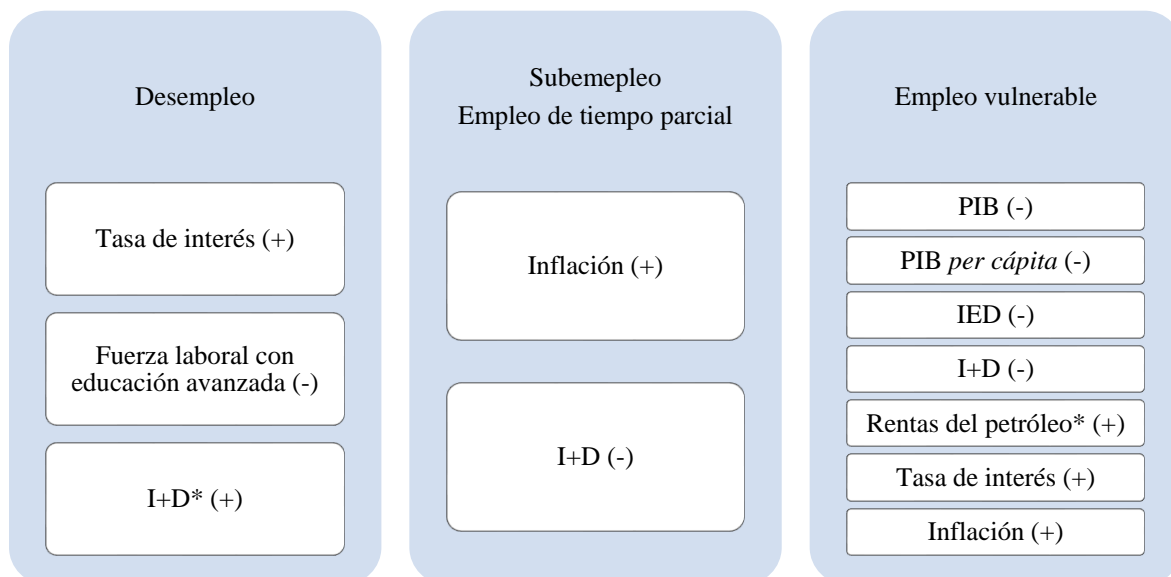 Desempleo
Tasa de interés (+)
Fuerza laboral con
educación avanzada (-)
I+D* (+)
Subemepleo
Empleo de tiempo parcial
Inflación (+)
I+D (-)
Empleo vulnerable
PIB (-)
PIB per cápita (-)
IED (-)
I+D (-)
Rentas del petróleo* (+)
Tasa de interés (+)
Inflación (+)